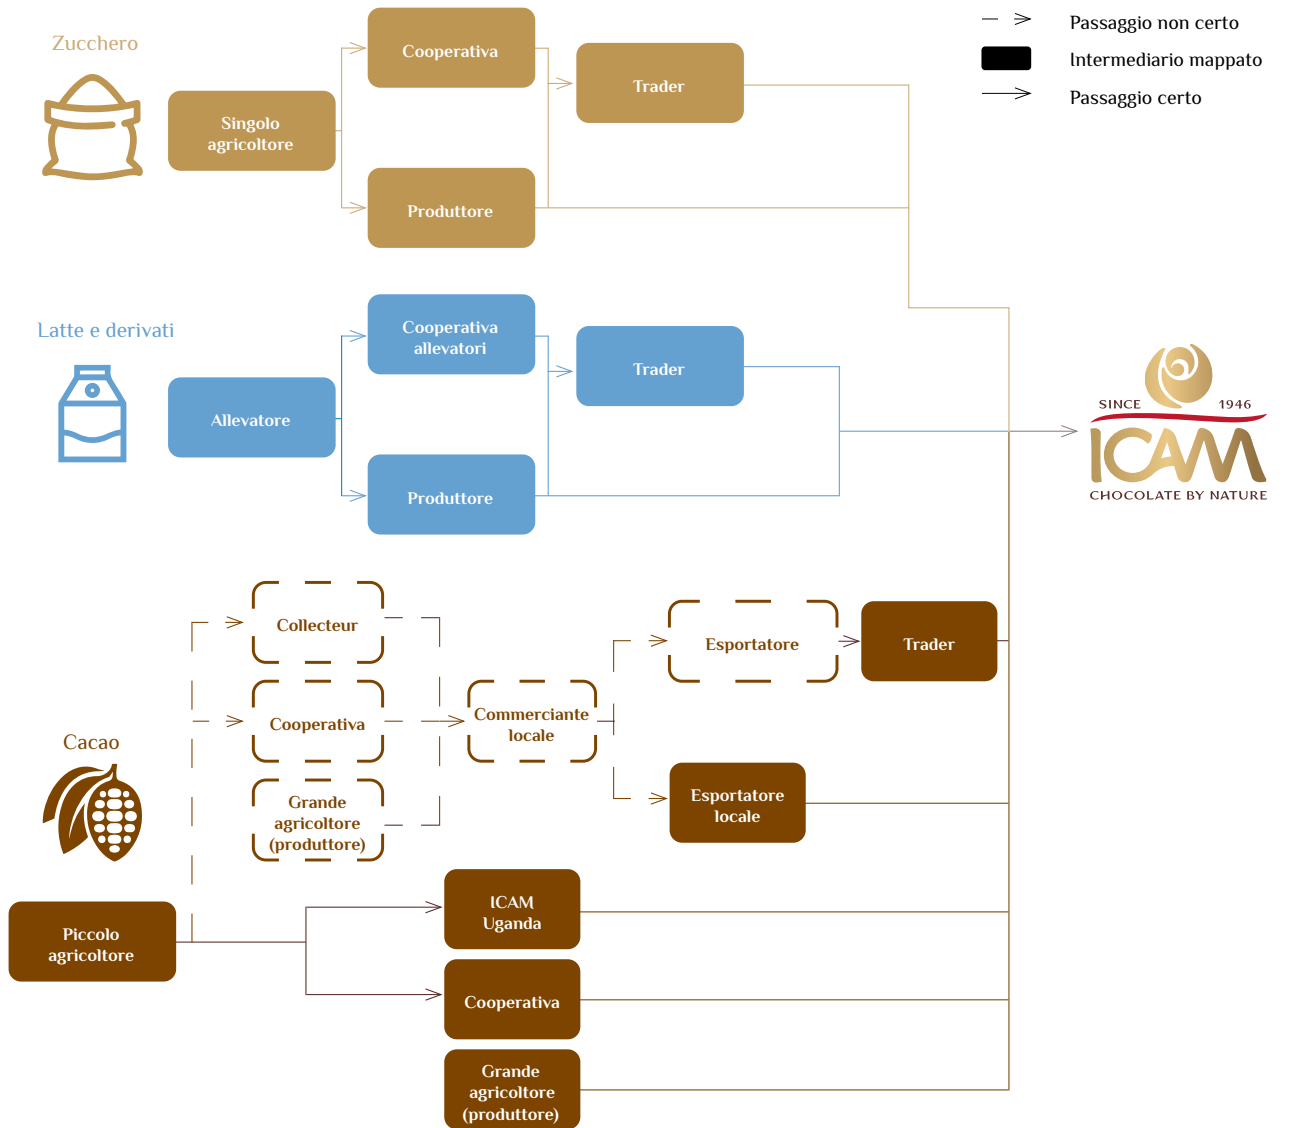 Passaggio non certo
Intermediario mappato
Passaggio certo
Zucchero
Singolo
agricoltore
Cooperativa
Produttore
Trader
Latte e derivati
Allevatore
Cooperativa
allevatori
Produttore
Trader
SINCE 1946
ICAM
CHOCOLATE BY NATURE
Cacao
Piccolo
agricoltore
Collecteur
Cooperativa
Grande
agricoltore
(produttore)
Commerciante
locale
Esportatore
Trader
Esportatore
locale
ICAM
Uganda
Cooperativa
Grande
agricoltore
(produttore)